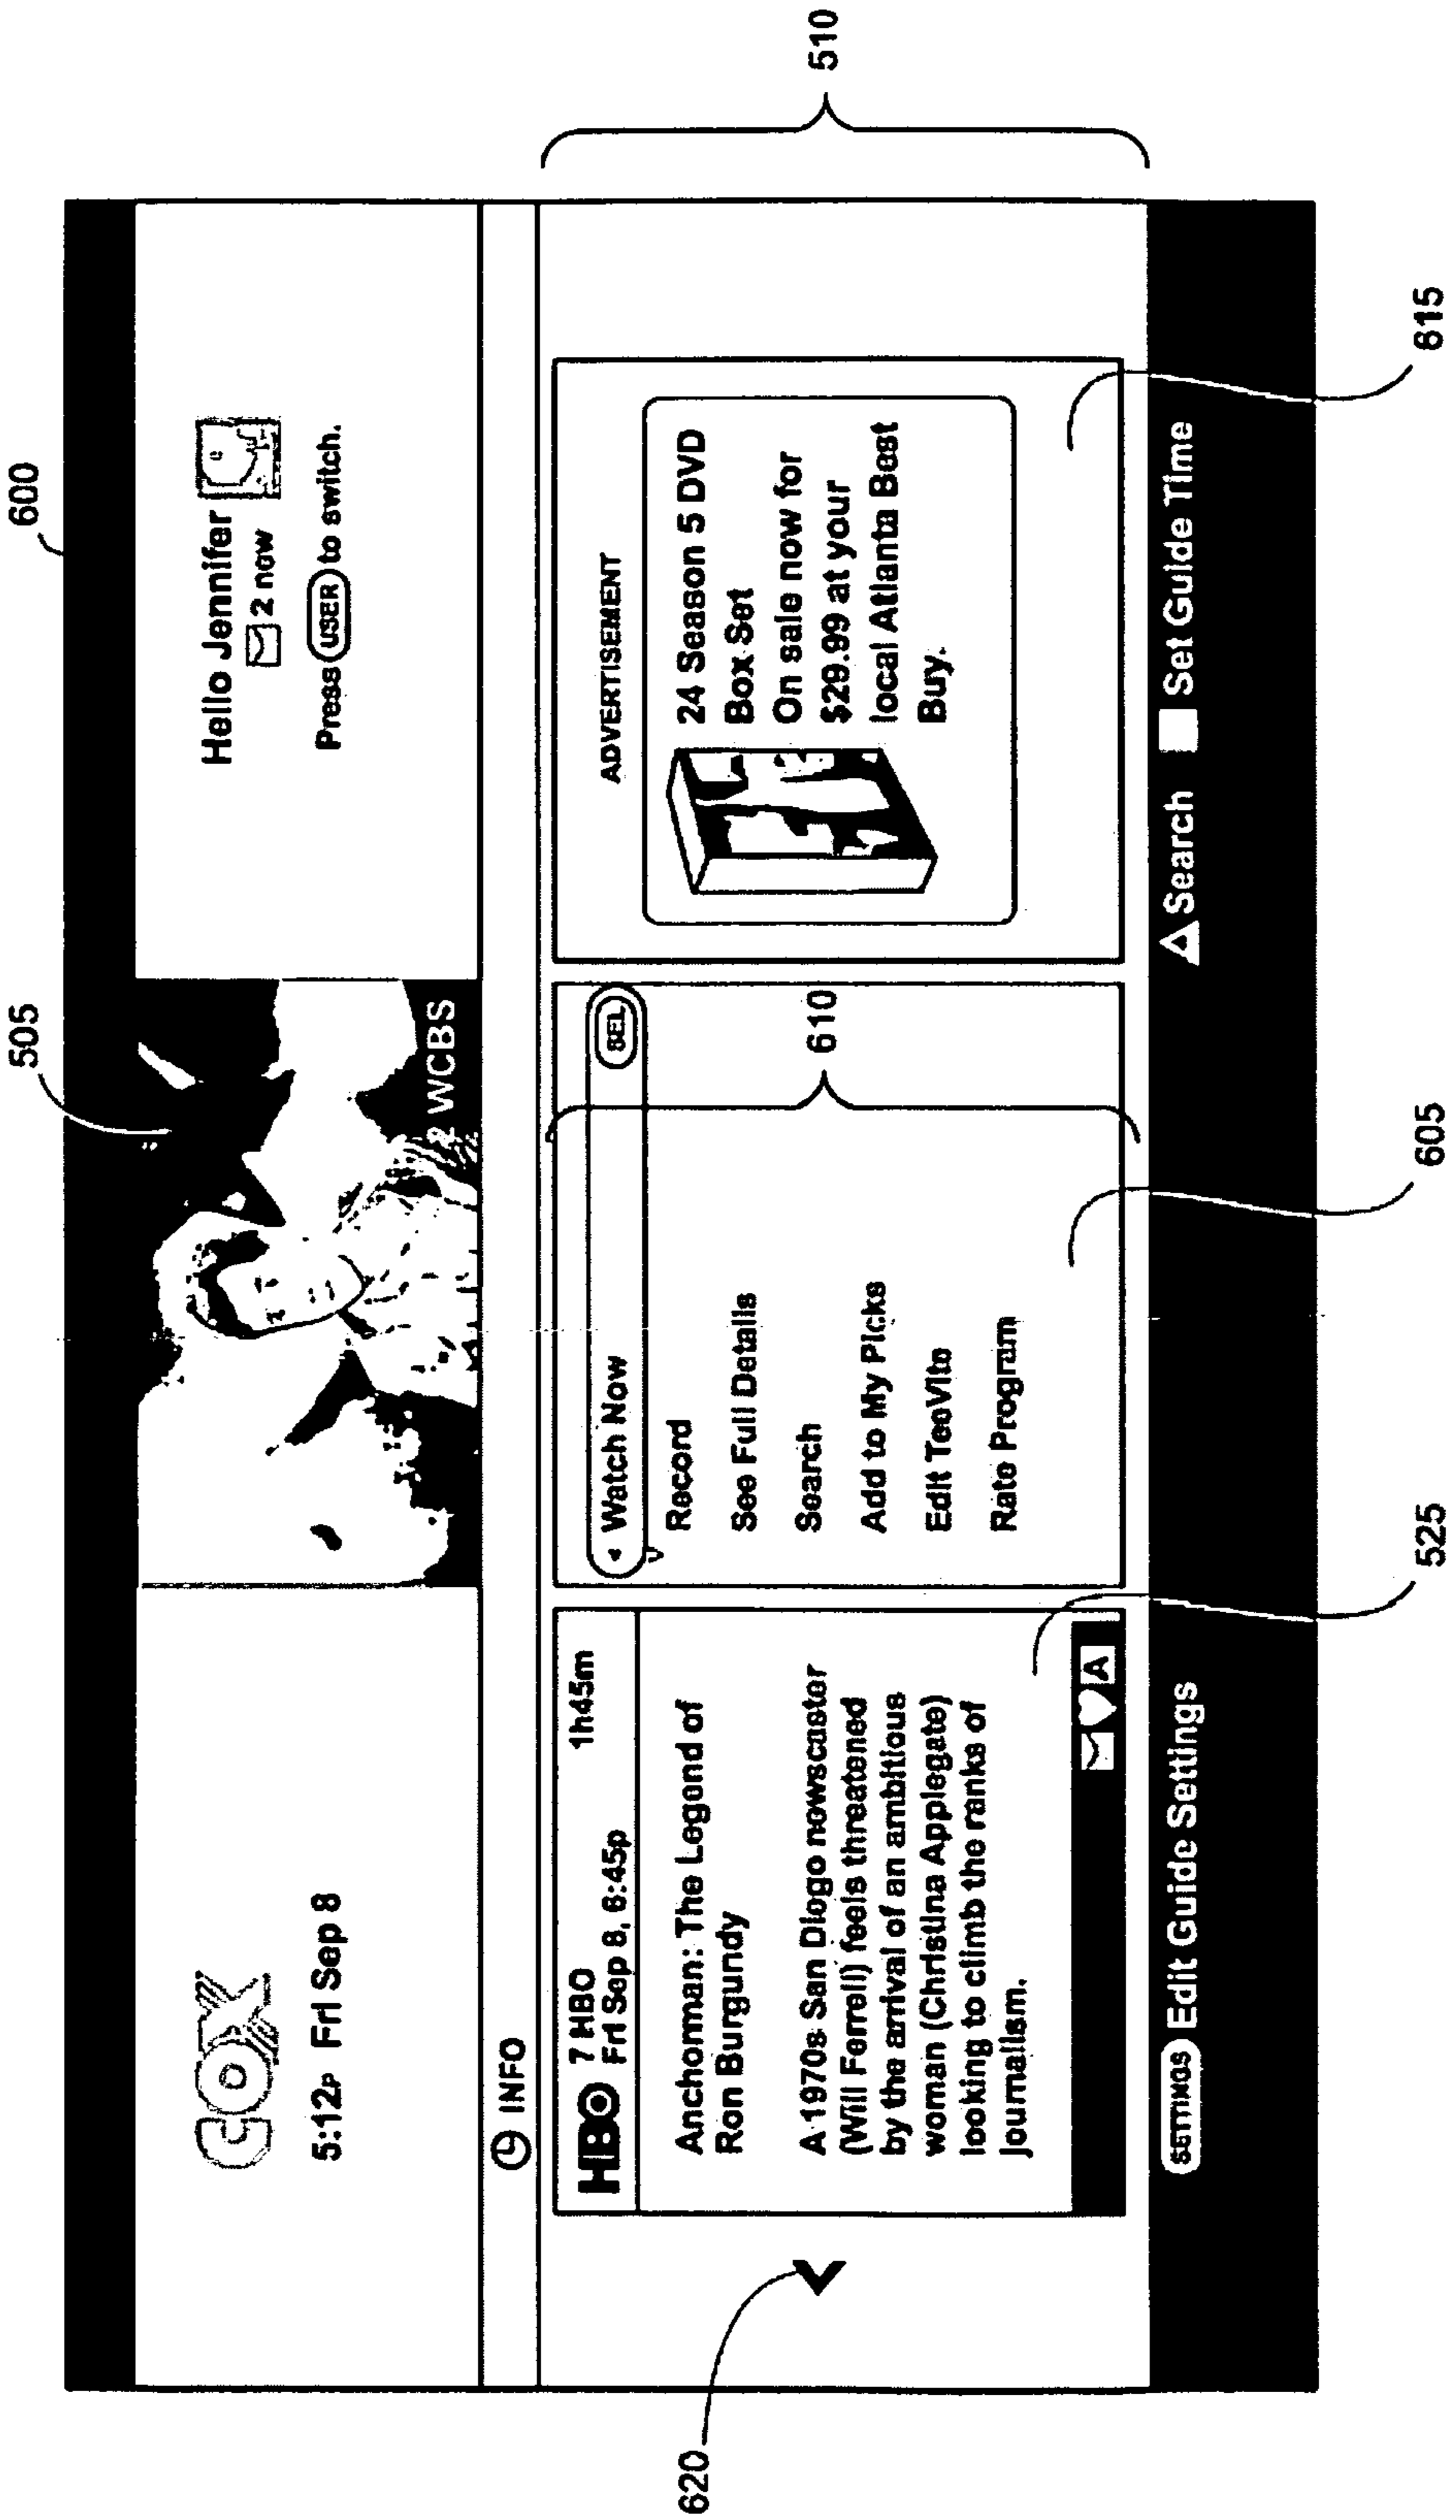 600
505
COX
5:12P Fri Sep 8
2 WCBS
Hello Jennifer
2 new
Press USER to switch.
INFO
510
HBO 7 HBO 1h45m
Fri Sep 8, 6:45p
Anchorman: The Legend of
Ron Burgundy
A 1970s San Diego newscaster
(Will Ferrell) feels threatened
by the arrival of an ambitious
woman (Christina Applegate)
looking to climb the ranks of
journalism.
A
Watch Now SEL
Record
See Full Details
Search
Add to My Picks
Edit TeeVite
Rate Program
610
ADVERTISEMENT
24 Season 5 DVD
Box Set
On sale now for
$29.99 at your
local Atlanta Best
Buy.
SETTINGS Edit Guide Settings
A Search
Set Guide Time
620
525
605
615